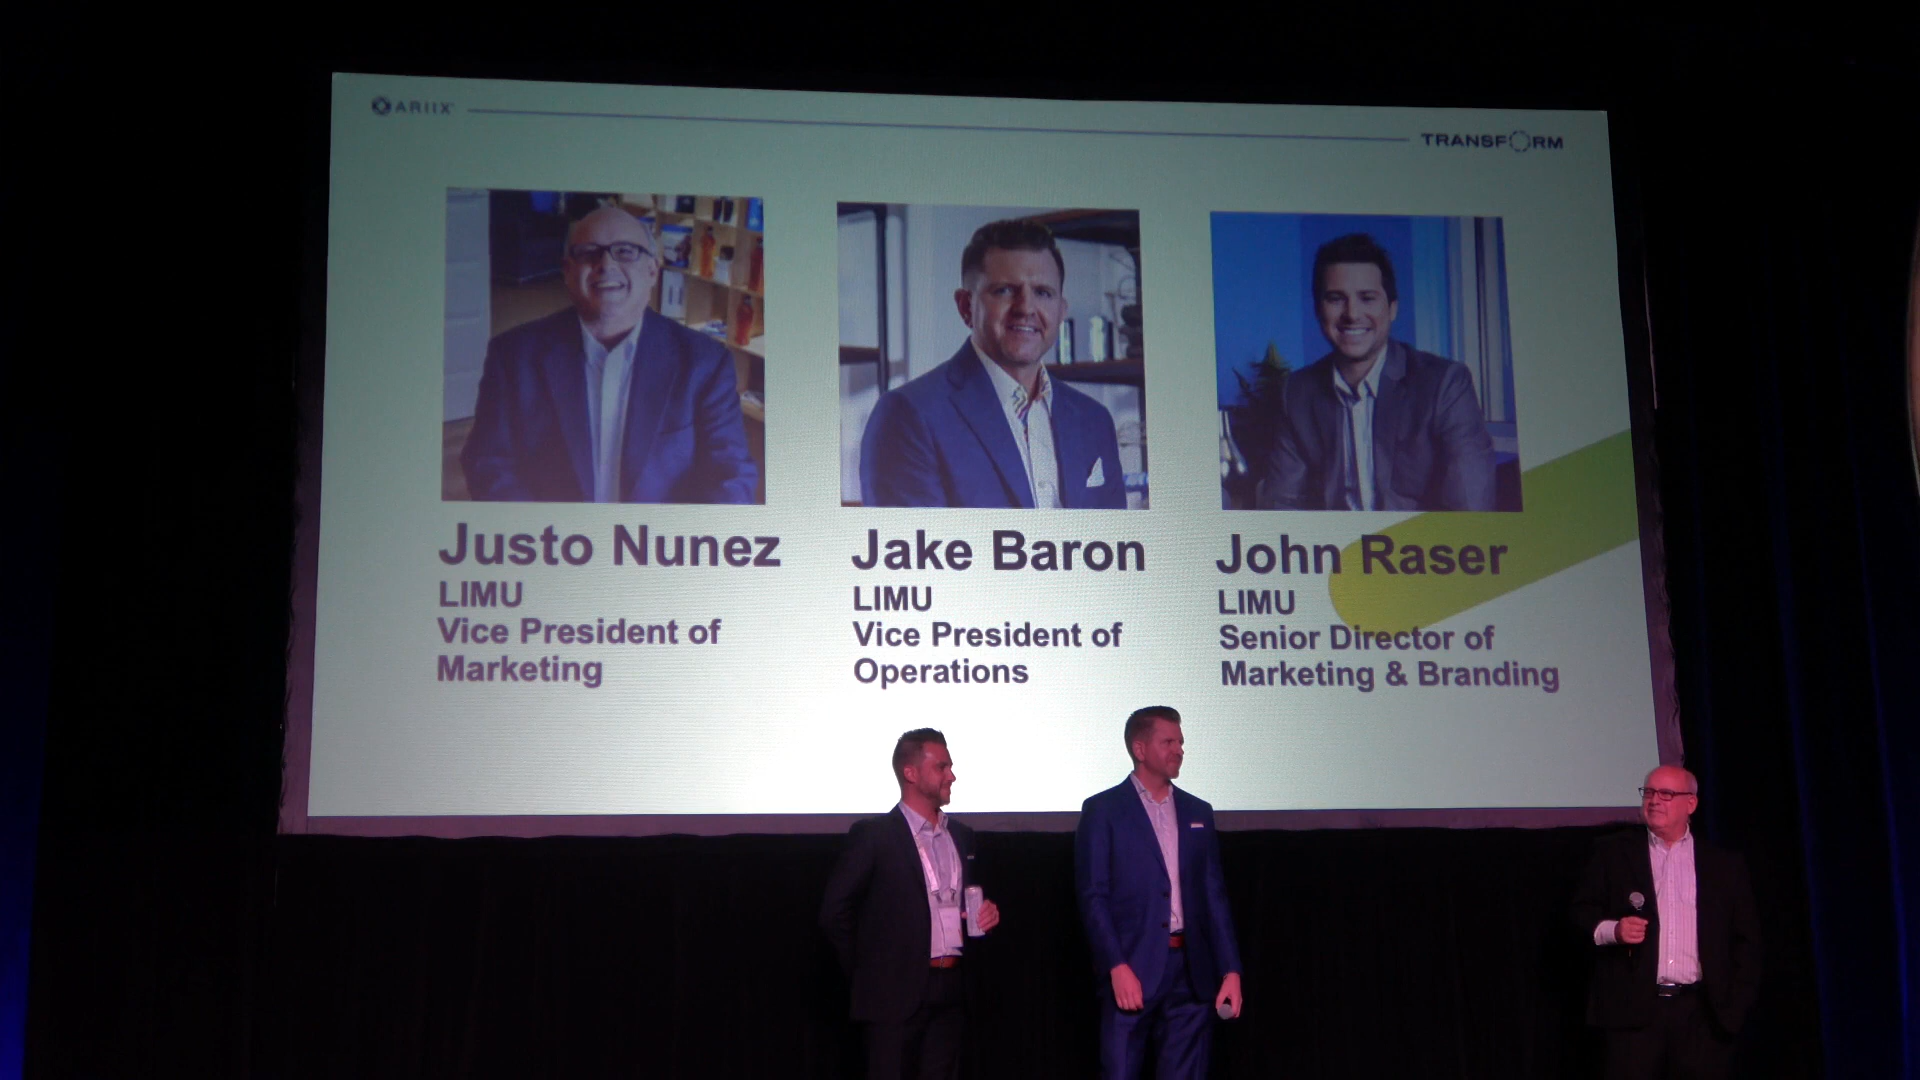 ARIIX
TRANSFORM
Justo Nunez
LIMU
Vice President of
Marketing
Jake Baron
LIMU
Vice President of
Operations
John Raser
LIMU
Senior Director of
Marketing & Branding